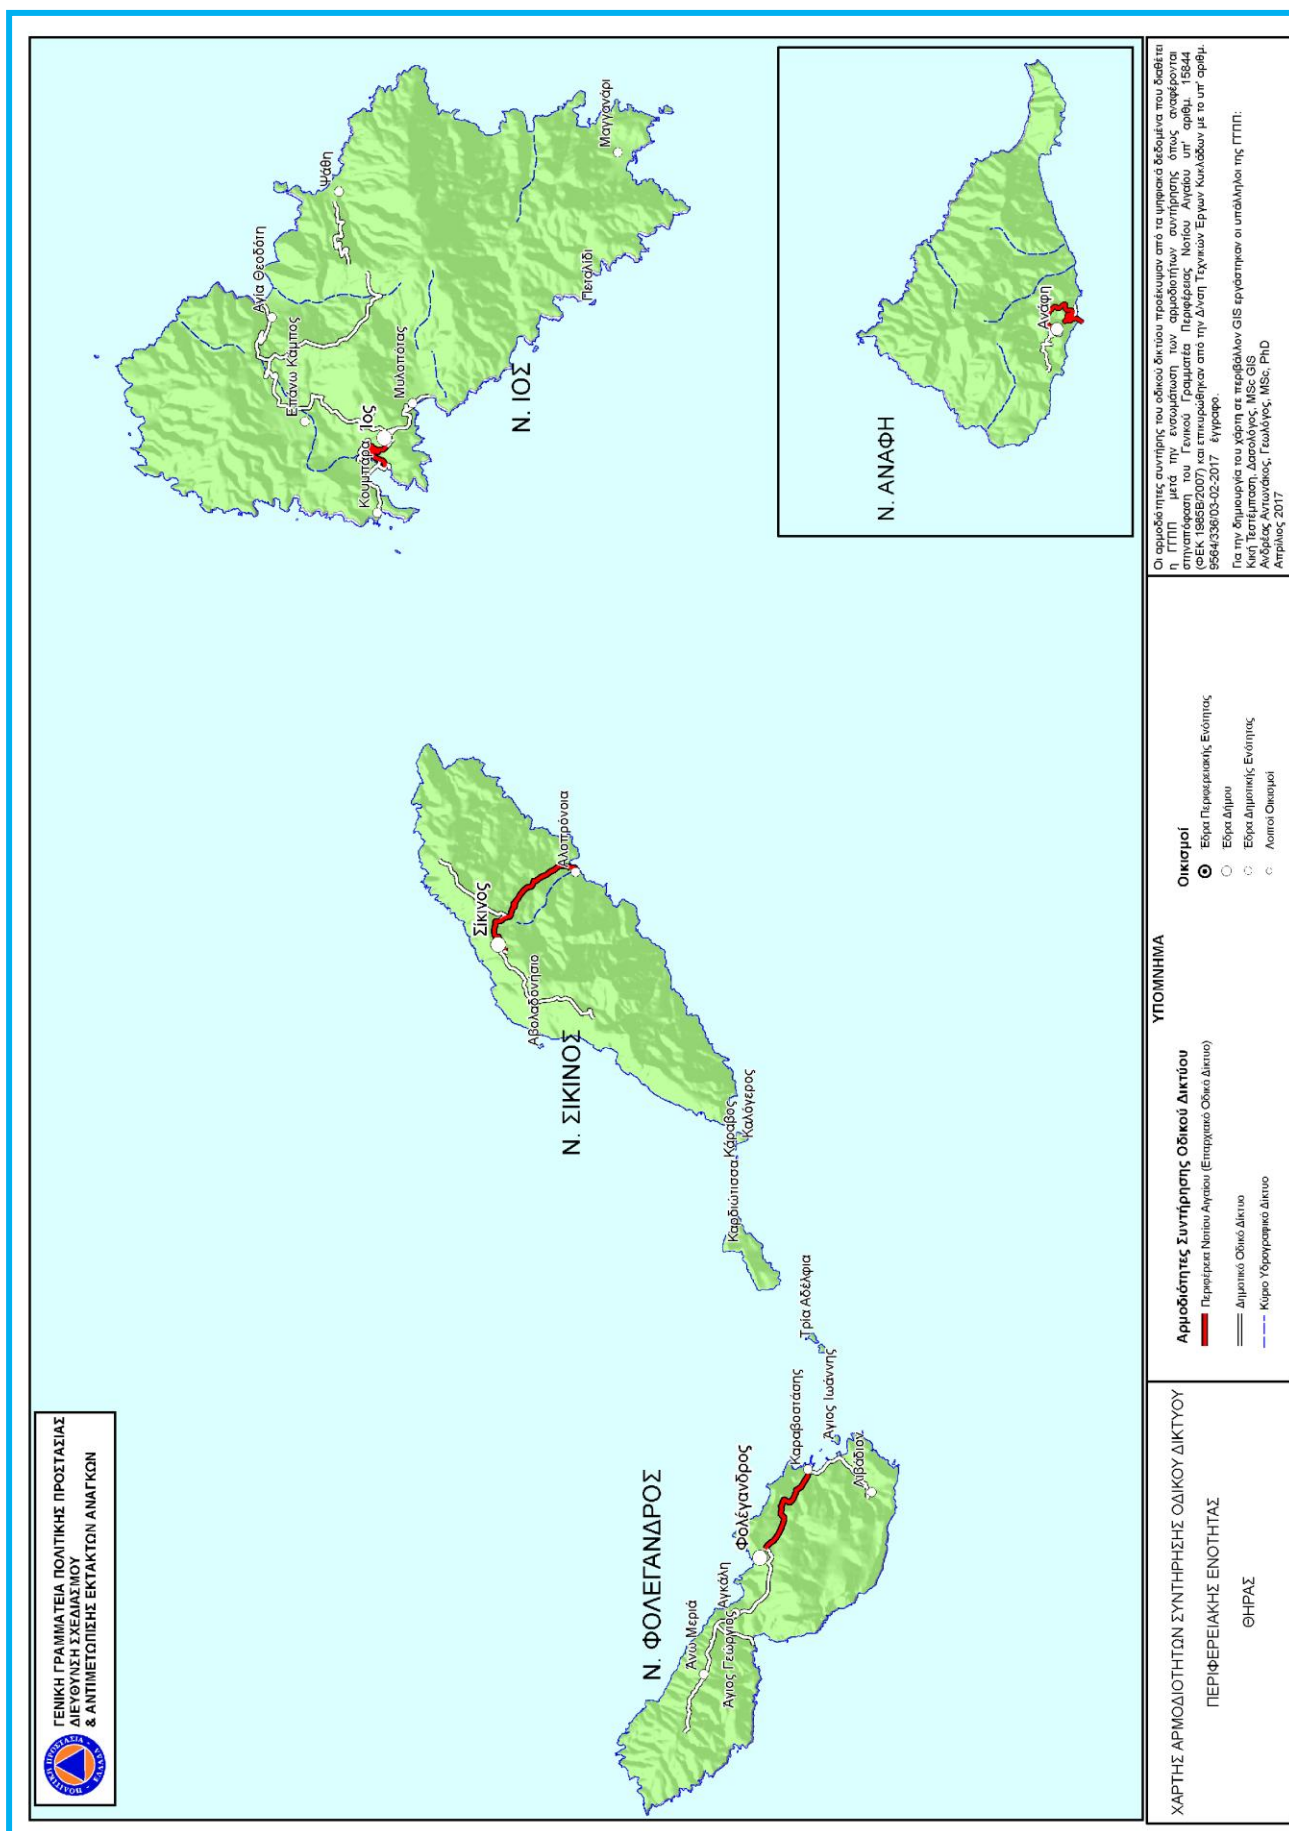 ΓΕΝΙΚΗ ΓΡΑΜΜΑΤΕΙΑ ΠΟΛΙΤΙΚΗΣ ΠΡΟΣΤΑΣΙΑΣ
ΔΙΕΥΘΥΝΣΗ ΣΧΕΔΙΑΣΜΟΥ
& ΑΝΤΙΜΕΤΩΠΙΣΗΣ ΕΚΤΑΚΤΩΝ ΑΝΑΓΚΩΝ
ΠΟΛΙΤΙΚΗ ΠΡΟΣΤΑΣΙΑ - ΕΛΛΑΔΑ
Ν. ΦΟΛΕΓΑΝΔΡΟΣ
Άνω Μεριά
Άγιος Γεώργιος
Αγκάλη
Φολέγανδρος
Καραβοστάσης
Λιβάδιον
Άγιος Ιωάννης
Τρία Αδέλφια
Καρδιώτισσα
Κάραβος
Καλόγερος
Ν. ΣΙΚΙΝΟΣ
Αβολαδόνησιο
Σίκινος
Αλοπρόνοια
Ν. ΙΟΣ
Κουμπάρα
Ίος
Επάνω Κάμπος
Μυλοπότας
Αγία Θεοδότη
Ψάθη
Πεταλίδι
Μαγγανάρι
Ν. ΑΝΑΦΗ
Ανάφη
ΧΑΡΤΗΣ ΑΡΜΟΔΙΟΤΗΤΩΝ ΣΥΝΤΗΡΗΣΗΣ ΟΔΙΚΟΥ ΔΙΚΤΥΟΥ
ΠΕΡΙΦΕΡΕΙΑΚΗΣ ΕΝΟΤΗΤΑΣ
ΘΗΡΑΣ
ΥΠΟΜΝΗΜΑ
Αρμοδιότητες Συντήρησης Οδικού Δικτύου
Περιφέρεια Νοτίου Αιγαίου (Επαρχιακό Οδικό Δίκτυο)
Δημοτικό Οδικό Δίκτυο
Κύριο Υδρογραφικό Δίκτυο
Οικισμοί
Έδρα Περιφερειακής Ενότητας
Έδρα Δήμου
Έδρα Δημοτικής Ενότητας
Λοιποί Οικισμοί
Οι αρμοδιότητες συντήρησης του οδικού δικτύου προέκυψαν από τα ψηφιακά δεδομένα που διαθέτει
η ΓΓΠΠ μετά την ενσωμάτωση των αρμοδιοτήτων συντήρησης όπως αναφέρονται
στηναπόφαση του Γενικού Γραμματέα Περιφέρειας Νοτίου Αιγαίου υπ' αριθμ. 15844
(ΦΕΚ 1985Β'/2007) και επικυρώθηκαν από την Δ/νση Τεχνικών Έργων Κυκλάδων με το υπ' αριθμ.
9564/336/03-02-2017 έγγραφο.
Για την δημιουργία του χάρτη σε περιβάλλον GIS εργάστηκαν οι υπάλληλοι της ΓΓΠΠ:
Κική Τεστέμπαση, Δασολόγος, MSc GIS
Ανδρέας Αντωνάκος, Γεωλόγος, MSc, PhD
Απρίλιος 2017